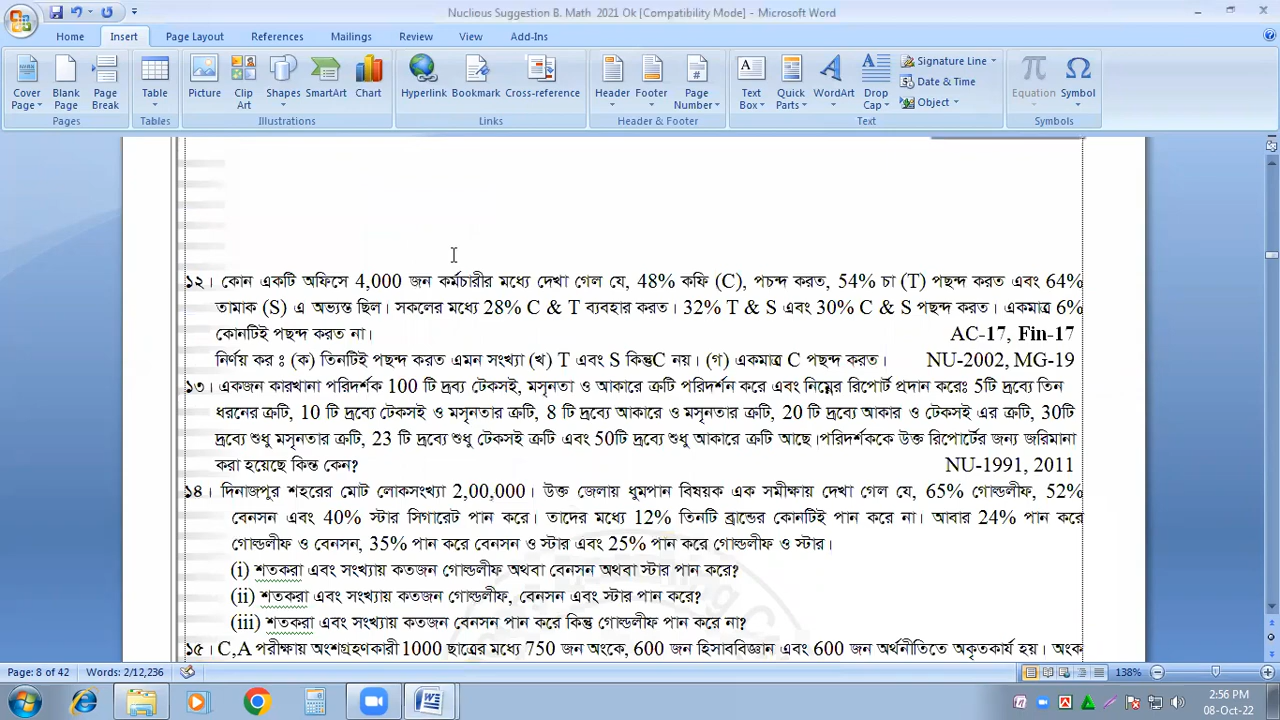 Nuclious Suggestion B. Math 2021 Ok [Compatibility Mode] - Microsoft Word
Home Insert Page Layout References Mailings Review View Add-Ins
Cover Page Blank Page Page Break Table Picture Clip Art Shapes SmartArt Chart Hyperlink Bookmark Cross-reference Header Footer Page Number Text Box Quick Parts WordArt Drop Cap Signature Line Date & Time Object Equation Symbol
Pages Tables Illustrations Links Header & Footer Text Symbols
১২। কোন একটি অফিসে 4,000 জন কর্মচারীর মধ্যে দেখা গেল যে, 48% কফি (C), পচন্দ করত, 54% চা (T) পছন্দ করত এবং 64%
তামাক (S) এ অভ্যস্ত ছিল। সকলের মধ্যে 28% C & T ব্যবহার করত। 32% T & S এবং 30% C & S পছন্দ করত। একমাত্র 6%
কোনটিই পছন্দ করত না। AC-17, Fin-17
নির্ণয় কর ঃ (ক) তিনটিই পছন্দ করত এমন সংখ্যা (খ) T এবং S কিন্তুC নয়। (গ) একমাত্র C পছন্দ করত। NU-2002, MG-19
১৩। একজন কারখানা পরিদর্শক 100 টি দ্রব্য টেকসই, মসৃনতা ও আকারে ত্রুটি পরিদর্শন করে এবং নিম্নের রিপোর্ট প্রদান করেঃ 5টি দ্রব্যে তিন
ধরনের ত্রুটি, 10 টি দ্রব্যে টেকসই ও মসৃনতার ত্রুটি, 8 টি দ্রব্যে আকারে ও মসৃনতার ত্রুটি, 20 টি দ্রব্যে আকার ও টেকসই এর ত্রুটি, 30টি
দ্রব্যে শুধু মসৃনতার ত্রুটি, 23 টি দ্রব্যে শুধু টেকসই ত্রুটি এবং 50টি দ্রব্যে শুধু আকারে ত্রুটি আছে।পরিদর্শককে উক্ত রিপোর্টের জন্য জরিমানা
করা হয়েছে কিন্ত কেন? NU-1991, 2011
১৪। দিনাজপুর শহরের মোট লোকসংখ্যা 2,00,000। উক্ত জেলায় ধুমপান বিষয়ক এক সমীক্ষায় দেখা গেল যে, 65% গোল্ডলীফ, 52%
বেনসন এবং 40% স্টার সিগারেট পান করে। তাদের মধ্যে 12% তিনটি ব্রান্ডের কোনটিই পান করে না। আবার 24% পান করে
গোল্ডলীফ ও বেনসন, 35% পান করে বেনসন ও স্টার এবং 25% পান করে গোল্ডলীফ ও স্টার।
(i) শতকরা এবং সংখ্যায় কতজন গোল্ডলীফ অথবা বেনসন অথবা স্টার পান করে?
(ii) শতকরা এবং সংখ্যায় কতজন গোল্ডলীফ, বেনসন এবং স্টার পান করে?
(iii) শতকরা এবং সংখ্যায় কতজন বেনসন পান করে কিন্তু গোল্ডলীফ পান করে না?
১৫। C,A পরীক্ষায় অংশগ্রহণকারী 1000 ছাত্রের মধ্যে 750 জন অংকে, 600 জন হিসাববিজ্ঞান এবং 600 জন অর্থনীতিতে অকৃতকার্য হয়। অংক
Page: 8 of 42 Words: 2/12,236 138%
2:56 PM
08-Oct-22